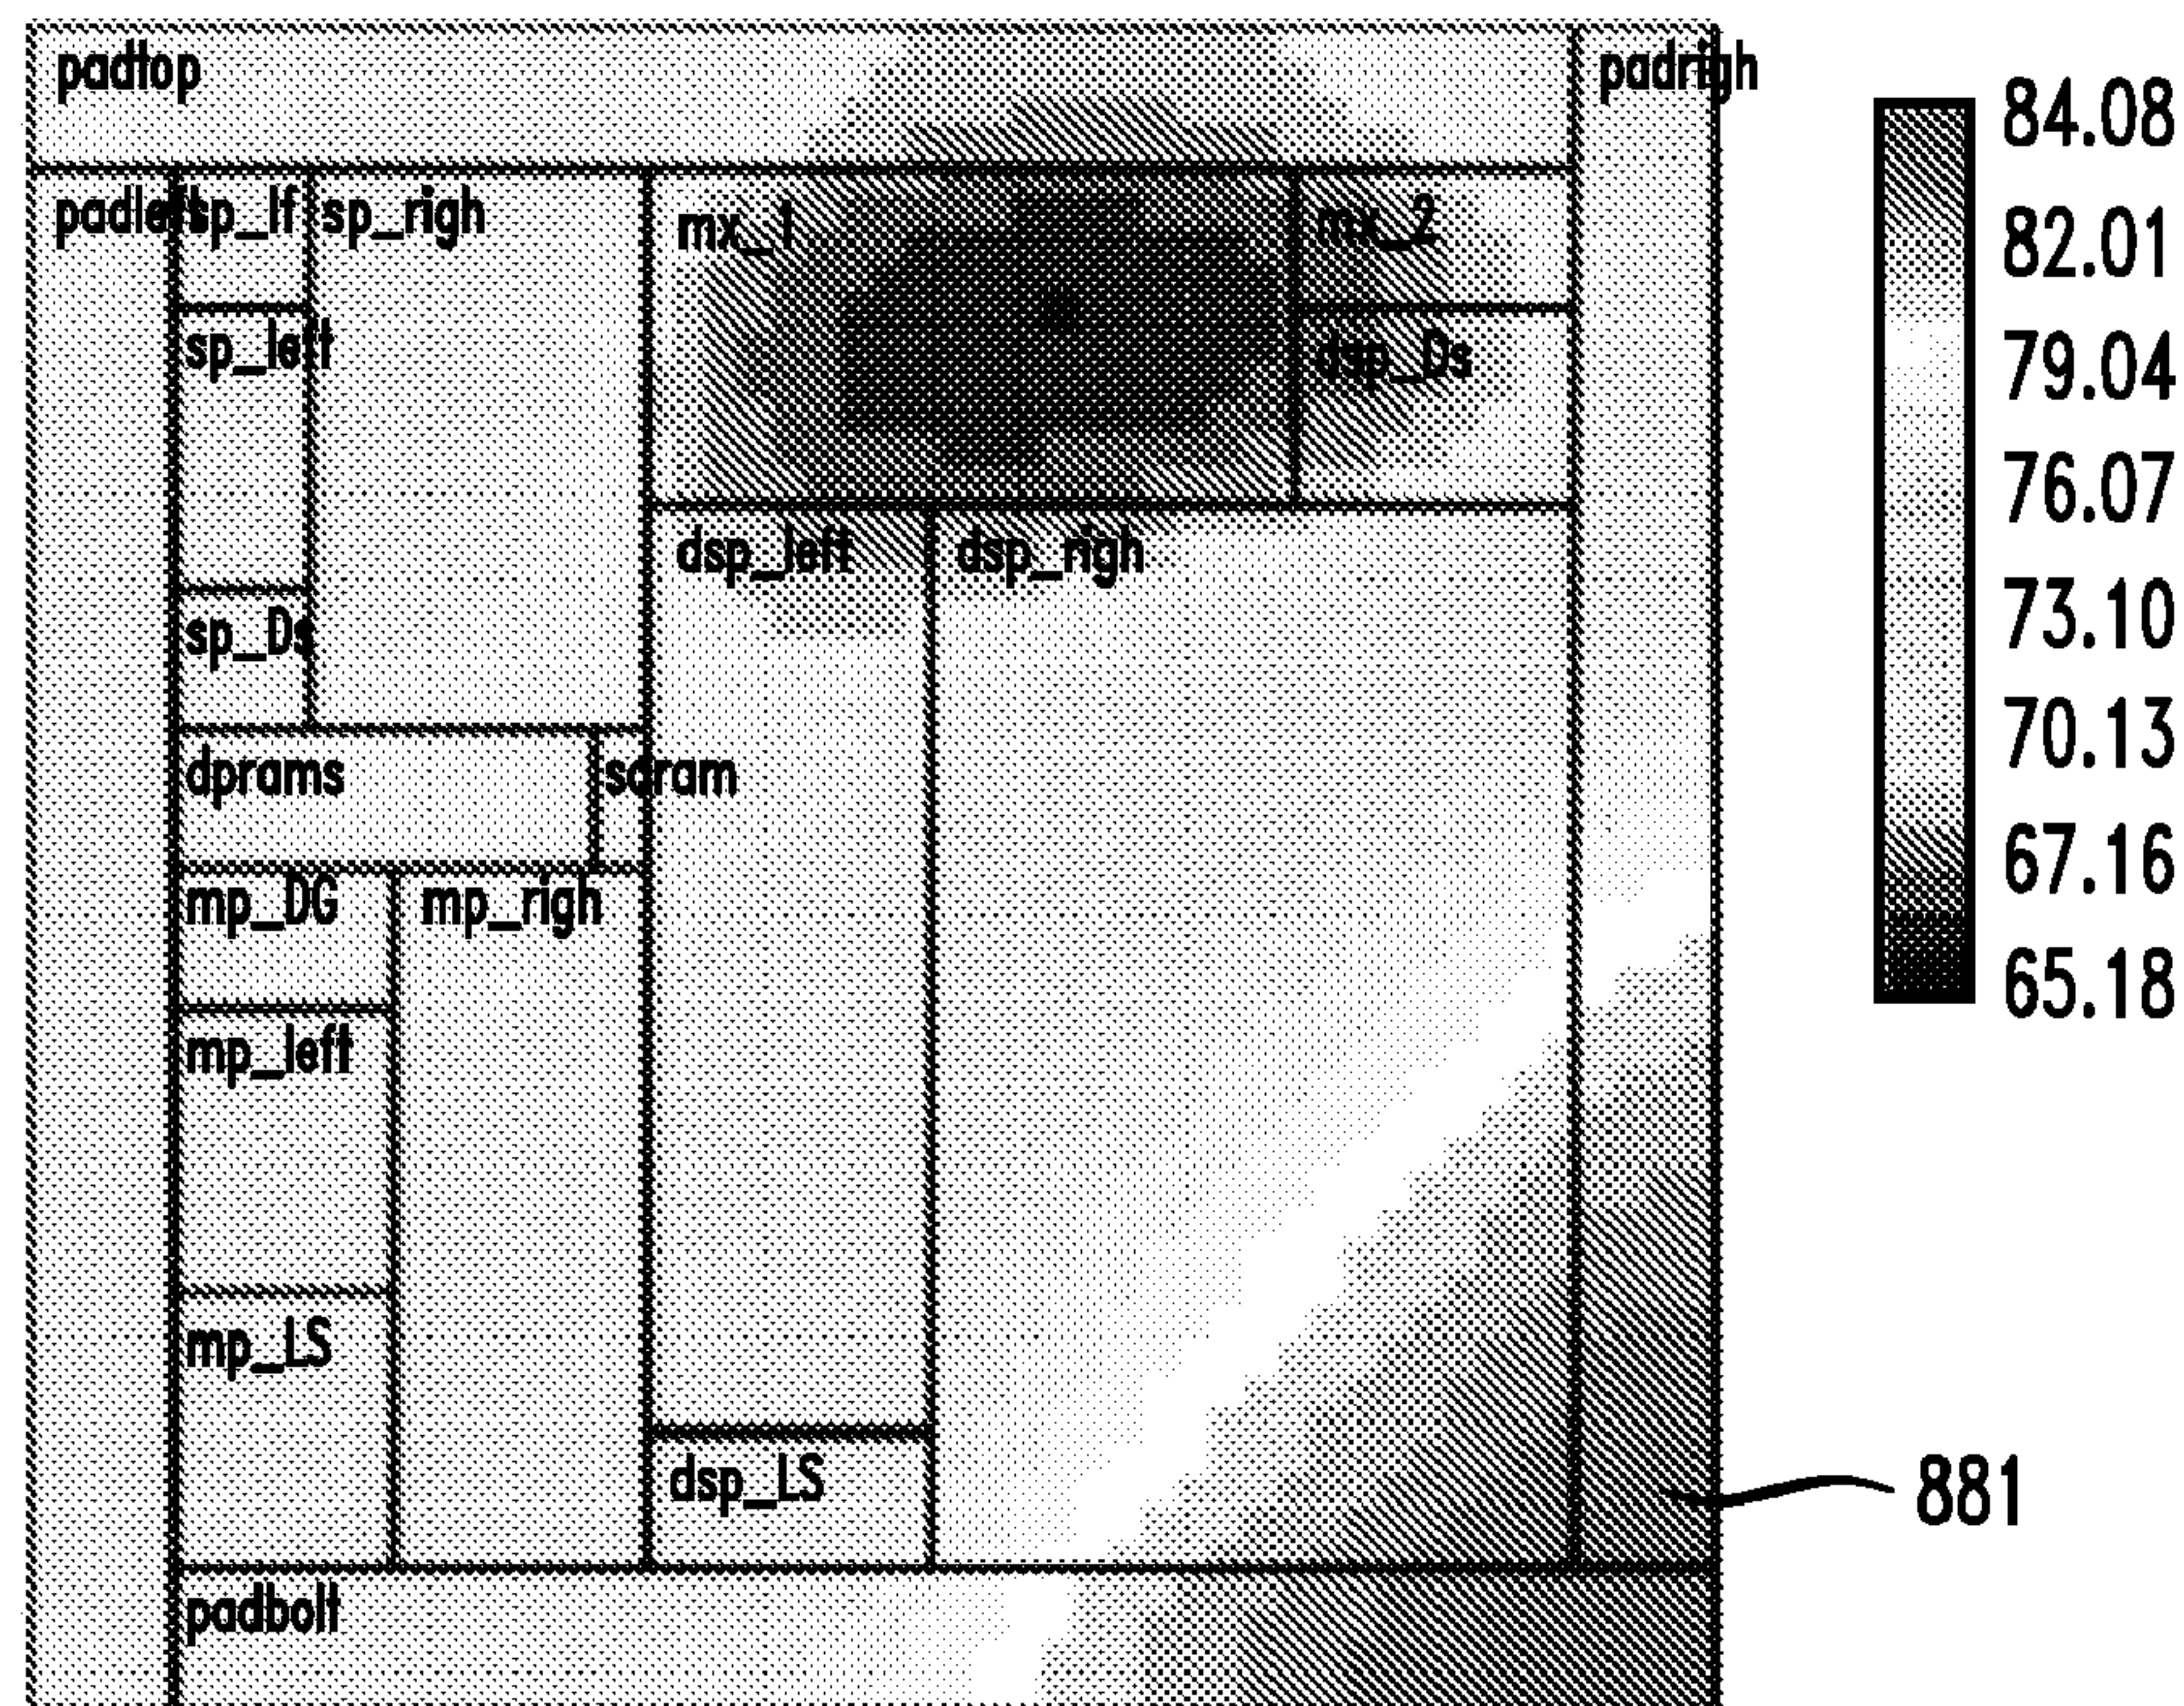 padtop
padrigh
padleft
sp_lf
sp_righ
mx_1
mx_2
sp_left
dsp_Ds
dsp_left
dsp_righ
sp_Ds
dprams
sdram
mp_DG
mp_righ
mp_left
mp_LS
dsp_LS
padbolt
84.08
82.01
79.04
76.07
73.10
70.13
67.16
65.18
881